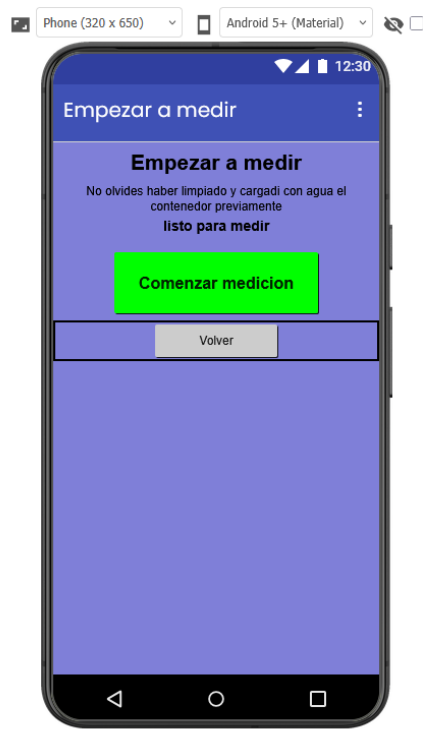 Phone (320 x 650)
Android 5+ (Material)
12:30
Empezar a medir
Empezar a medir
No olvides haber limpiado y cargadi con agua el
contenedor previamente
listo para medir
Comenzar medicion
Volver